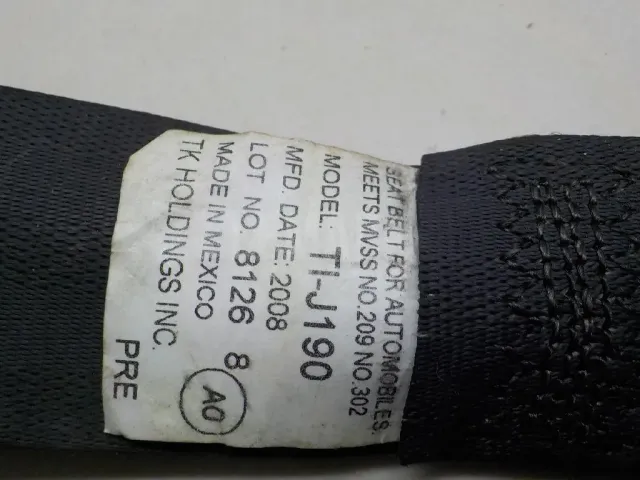 SEAT BELT FOR AUTOMOBILES.
MEETS MVSS NO.209 NO.302
MODEL: TI-J190
MFD. DATE: 2008
LOT NO. 8126 8
MADE IN MEXICO
TK HOLDINGS INC.
A0
PRE